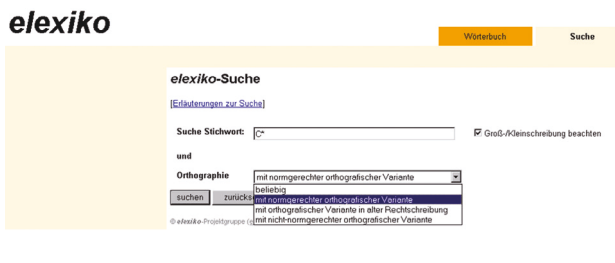 elexiko
Wörterbuch Suche
elexiko-Suche
[Erläuterungen zur Suche]
Suche Stichwort: C* Groß-/Kleinschreibung beachten
und
Orthographie mit normgerechter orthografischer Variante
beliebig
suchen zurücks mit normgerechter orthografischer Variante
mit orthografischer Variante in alter Rechtschreibung
© elexiko-Projektgruppe mit nicht-normgerechter orthografischer Variante